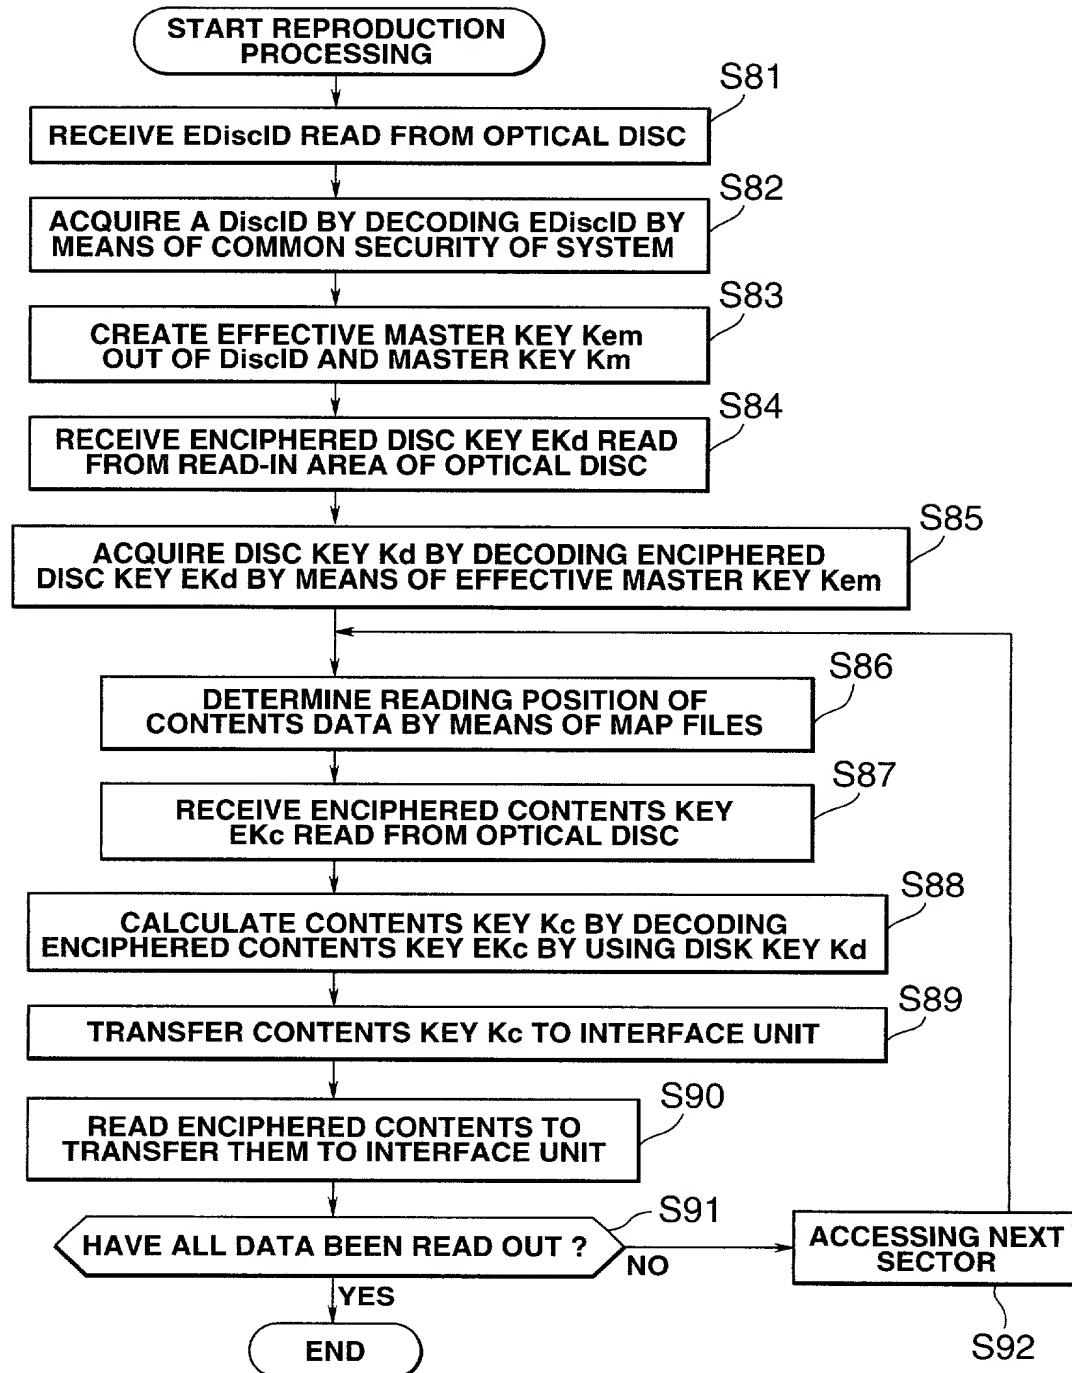 START REPRODUCTION
PROCESSING
S81
RECEIVE EDiscID READ FROM OPTICAL DISC
S82
ACQUIRE A DiscID BY DECODING EDiscID BY
MEANS OF COMMON SECURITY OF SYSTEM
S83
CREATE EFFECTIVE MASTER KEY Kem
OUT OF DiscID AND MASTER KEY Km
S84
RECEIVE ENCIPHERED DISC KEY EKd READ
FROM READ-IN AREA OF OPTICAL DISC
S85
ACQUIRE DISC KEY Kd BY DECODING ENCIPHERED
DISC KEY EKd BY MEANS OF EFFECTIVE MASTER KEY Kem
S86
DETERMINE READING POSITION OF
CONTENTS DATA BY MEANS OF MAP FILES
S87
RECEIVE ENCIPHERED CONTENTS KEY
EKc READ FROM OPTICAL DISC
S88
CALCULATE CONTENTS KEY Kc BY DECODING
ENCIPHERED CONTENTS KEY EKc BY USING DISK KEY Kd
S89
TRANSFER CONTENTS KEY Kc TO INTERFACE UNIT
S90
READ ENCIPHERED CONTENTS TO
TRANSFER THEM TO INTERFACE UNIT
S91
HAVE ALL DATA BEEN READ OUT ?
NO
ACCESSING NEXT
SECTOR
S92
YES
END